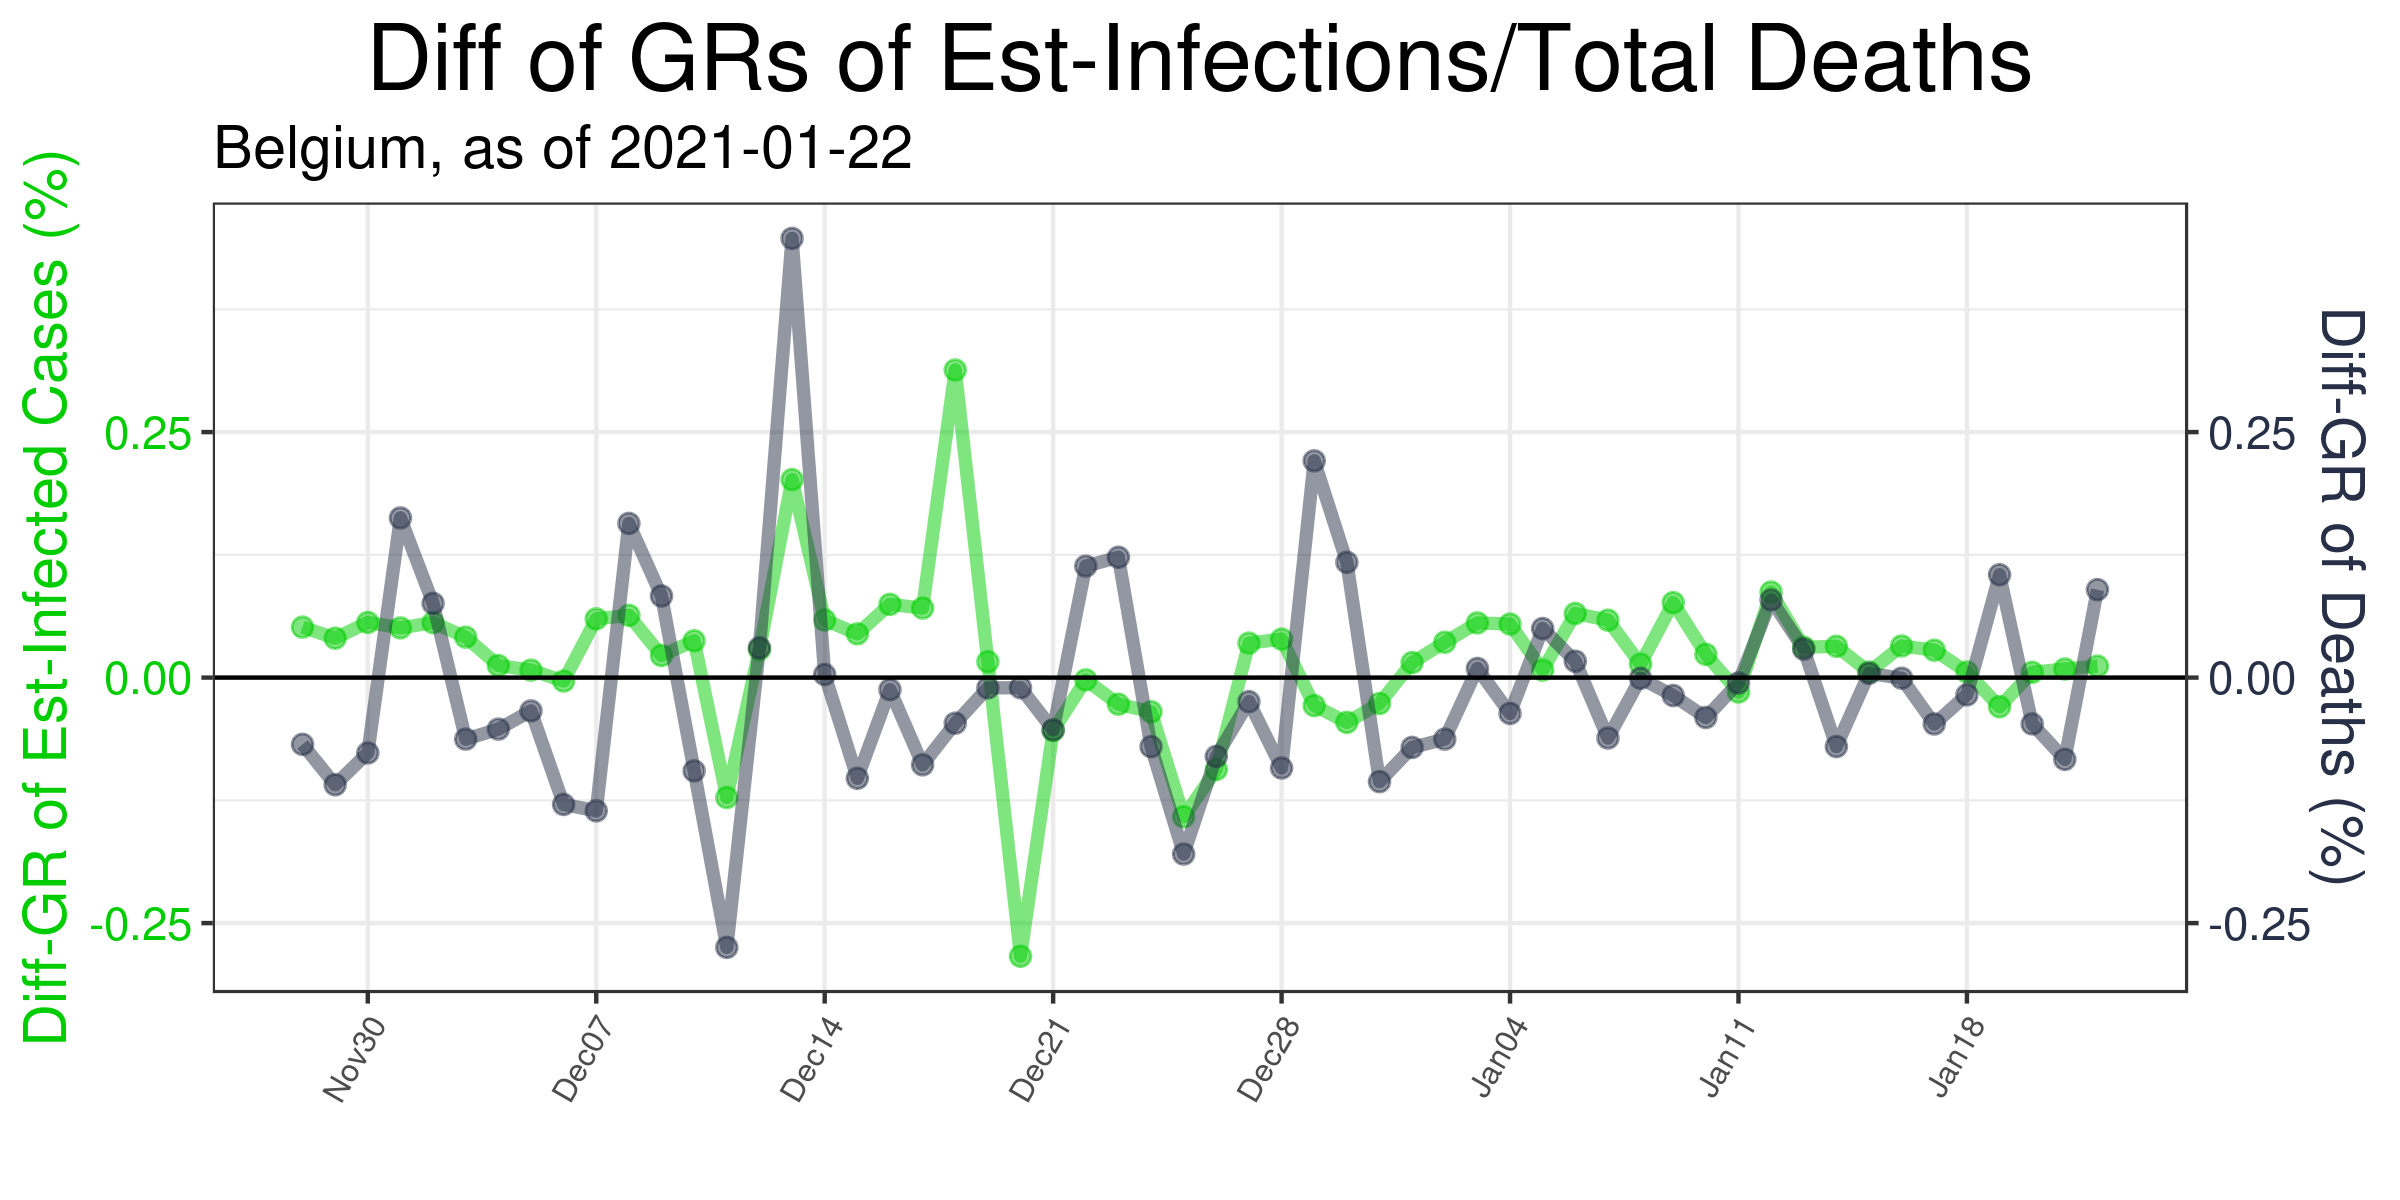 Diff of GRs of Est-Infections/Total Deaths
Belgium, as of 2021-01-22
Diff-GR of Est-Infected Cases (%)
0.25
0.00
-0.25
0.25
0.00
-0.25
Diff-GR of Deaths (%)
Nov30
Dec07
Dec14
Dec21
Dec28
Jan04
Jan11
Jan18